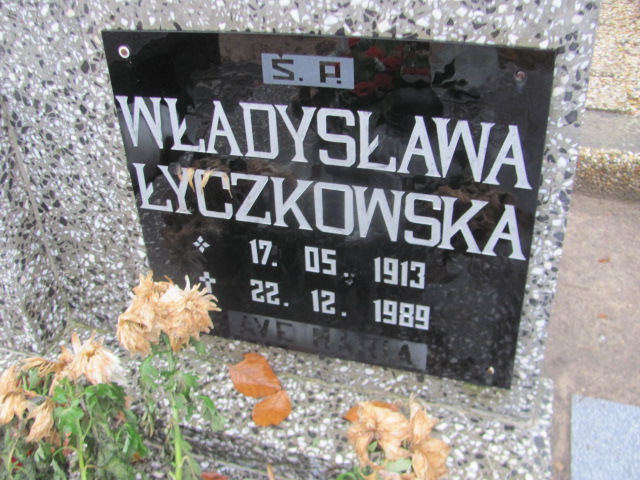 Ś. P.
WŁADYSŁAWA
ŁYCZKOWSKA
17. 05. 1913
22. 12. 1989
AVE MARIA